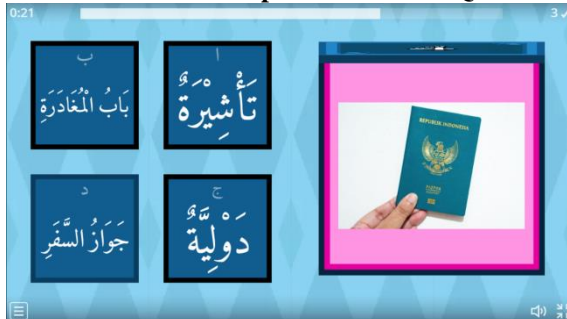 0:21
3 ✓
ا
تَأْشِيْرَةٌ
ب
بَابُ الْمُغَادَرَةِ
ج
دَوْلِيَّةٌ
د
جَوَازُ السَّفَرِ
REPUBLIK INDONESIA